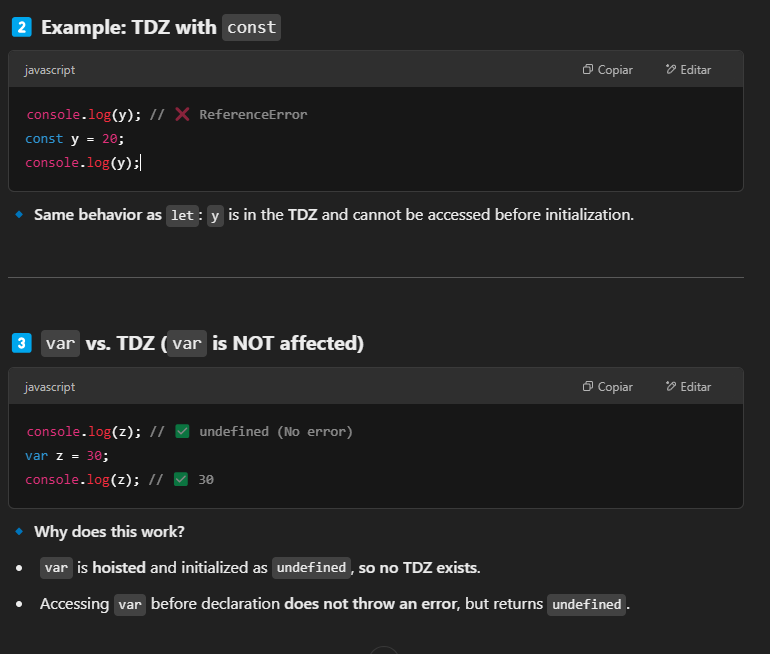 2 Example: TDZ with const
javascript Copiar Editar
console.log(y); // ❌ ReferenceError
const y = 20;
console.log(y);
🔹 Same behavior as let: y is in the TDZ and cannot be accessed before initialization.
3 var vs. TDZ (var is NOT affected)
javascript Copiar Editar
console.log(z); // ✅ undefined (No error)
var z = 30;
console.log(z); // ✅ 30
🔹 Why does this work?
• var is hoisted and initialized as undefined, so no TDZ exists.
• Accessing var before declaration does not throw an error, but returns undefined.